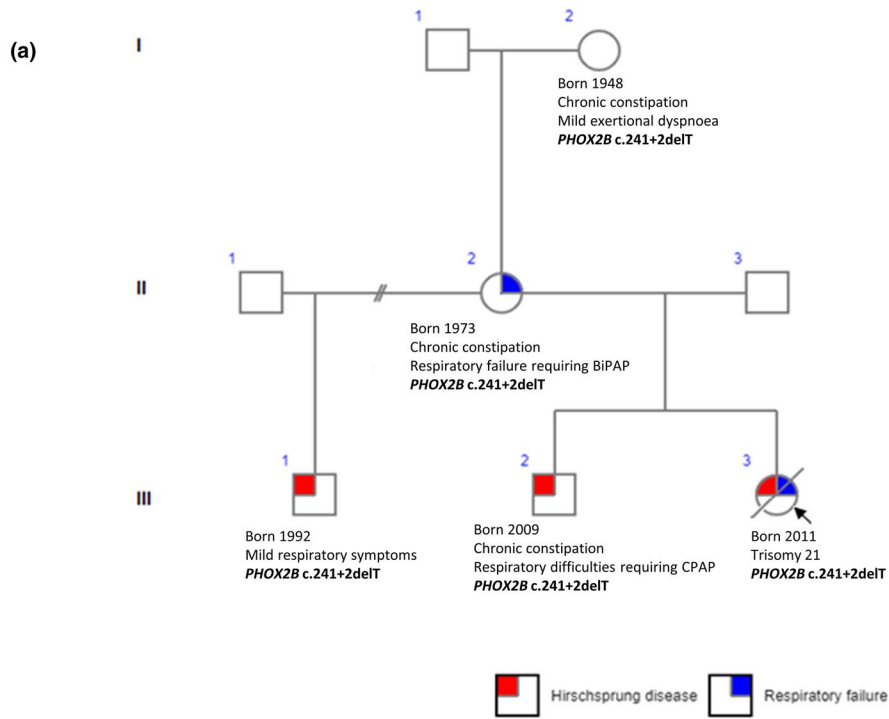 (a)
I
1
2
Born 1948
Chronic constipation
Mild exertional dyspnoea
PHOX2B c.241+2delT
II
1
2
3
Born 1973
Chronic constipation
Respiratory failure requiring BiPAP
PHOX2B c.241+2delT
III
1
2
3
Born 1992
Mild respiratory symptoms
PHOX2B c.241+2delT
Born 2009
Chronic constipation
Respiratory difficulties requiring CPAP
PHOX2B c.241+2delT
Born 2011
Trisomy 21
PHOX2B c.241+2delT
Hirschsprung disease
Respiratory failure